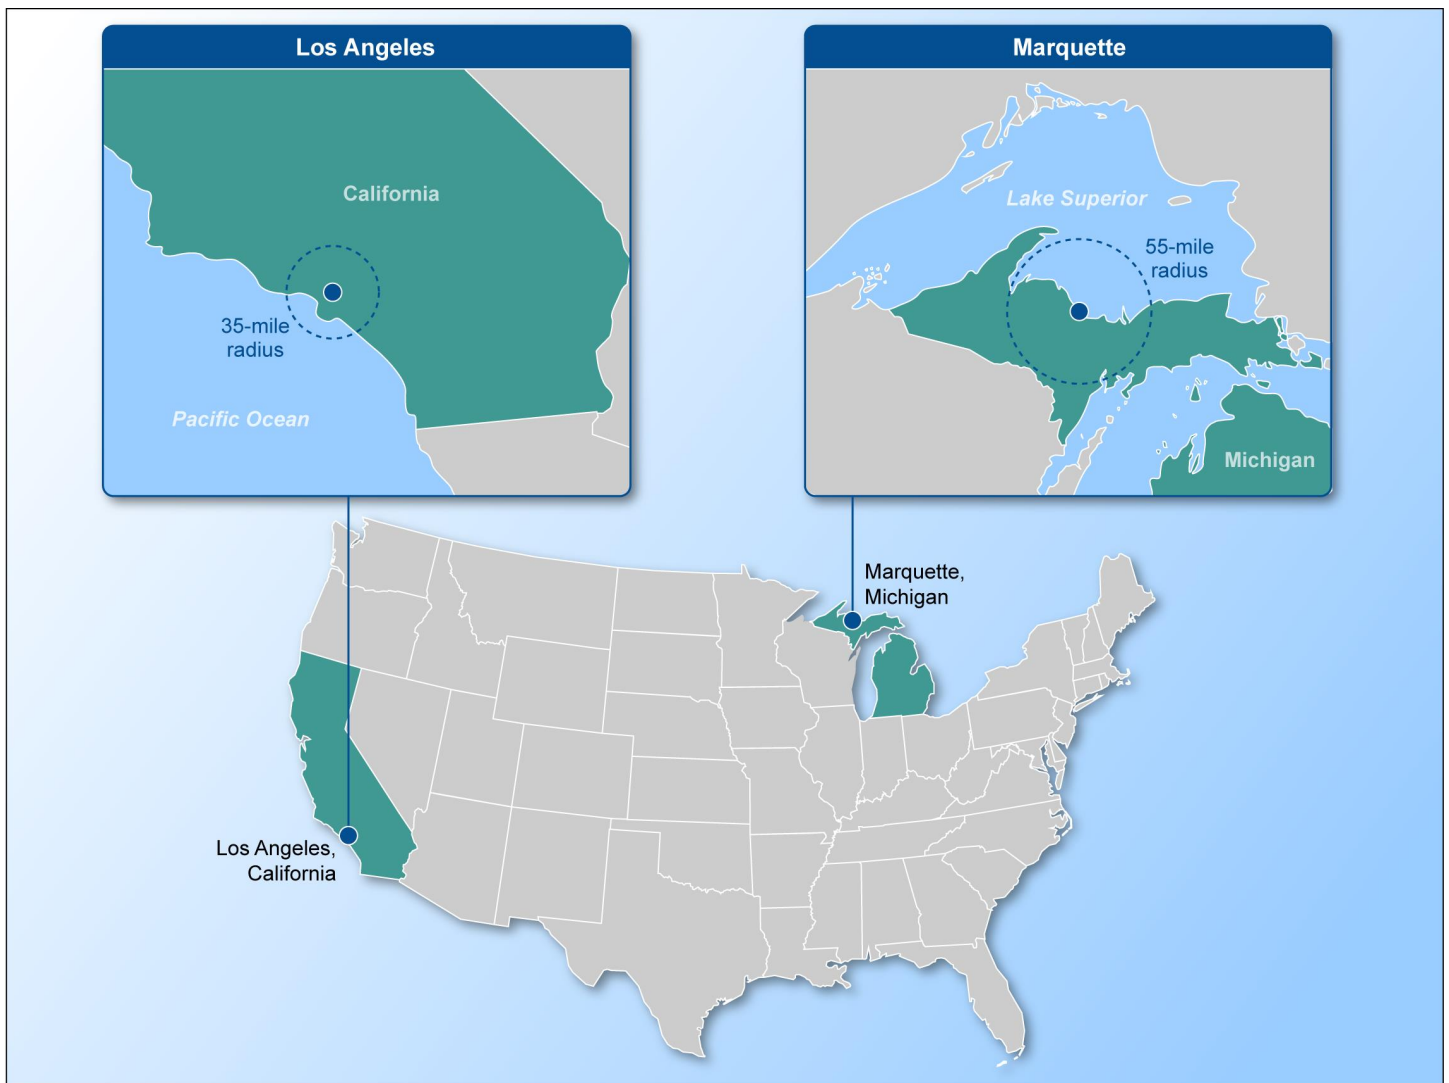 Los Angeles
California
35-mile
radius
Pacific Ocean
Marquette
Lake Superior
55-mile
radius
Michigan
Marquette,
Michigan
Los Angeles,
California